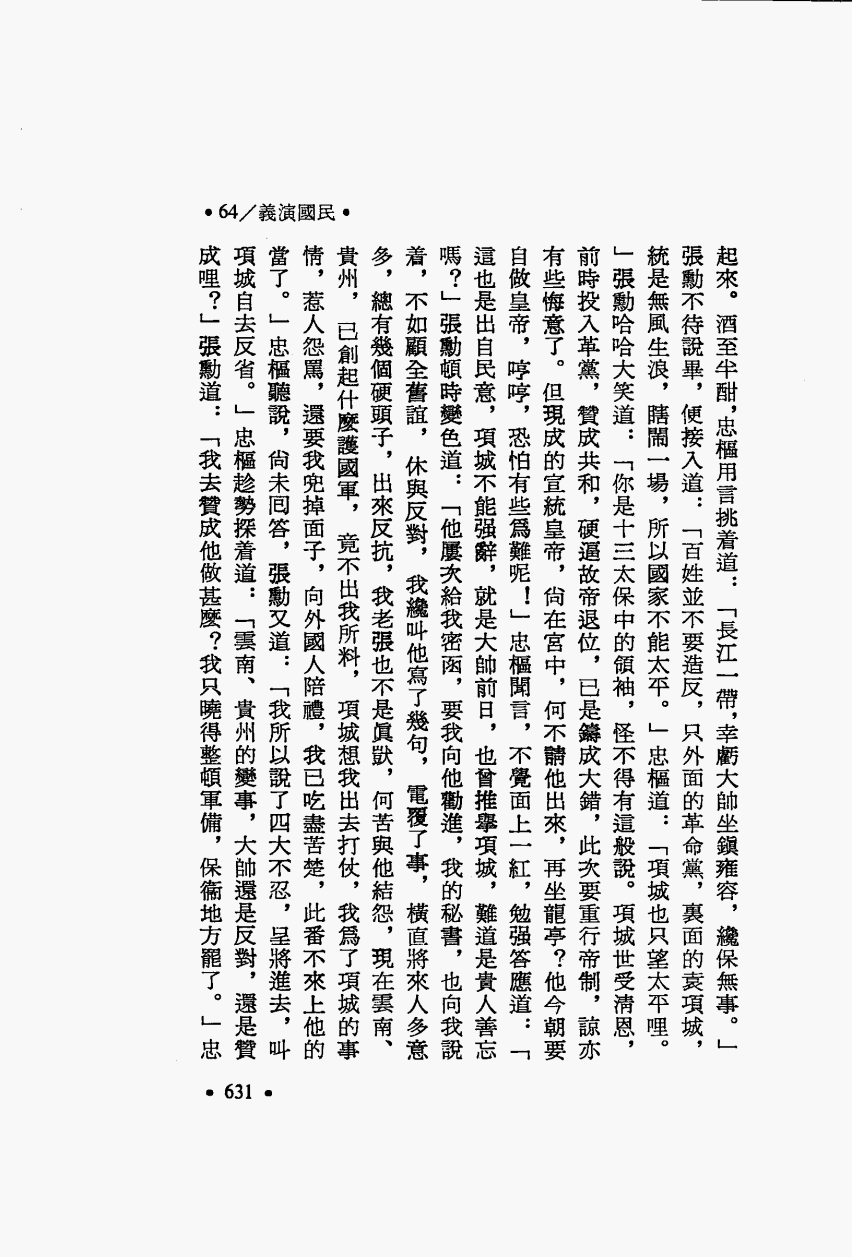 •64／義演國民•
起來。酒至半酣，忠樞用言挑着道：「長江一帶，幸虧大帥坐鎮雍容，纔保無事。」
張勳不待說畢，便接入道：「百姓並不要造反，只外面的革命黨，裏面的袁項城，
統是無風生浪，瞎鬧一場，所以國家不能太平。」忠樞道：「項城也只望太平哩。
」張勳哈哈大笑道：「你是十三太保中的領袖，怪不得有這般說。項城世受清恩，
前時投入革黨，贊成共和，硬逼故帝退位，已是鑄成大錯，此次要重行帝制，諒亦
有些悔意了。但現成的宣統皇帝，尙在宮中，何不請他出來，再坐龍亭？他今朝要
自做皇帝，哼哼，恐怕有些爲難呢！」忠樞聞言，不覺面上一紅，勉强答應道：「
這也是出自民意，項城不能强辭，就是大帥前日，也曾推舉項城，難道是貴人善忘
嗎？」張勳頓時變色道：「他屢次給我密函，要我向他勸進，我的秘書，也向我說
着，不如顧全舊誼，休與反對，我纔叫他寫了幾句，電覆了事，橫直將來人多意
多，總有幾個硬頭子，出來反抗，我老張也不是眞獃，何苦與他結怨，現在雲南、
貴州，已創起什麼護國軍，竟不出我所料，項城想我出去打仗，我爲了項城的事
情，惹人怨罵，還要我兜掉面子，向外國人陪禮，我已吃盡苦楚，此番不來上他的
當了。」忠樞聽說，尙未囘答，張勳又道：「我所以說了四大不忍，呈將進去，叫
項城自去反省。」忠樞趁勢探着道：「雲南、貴州的變事，大帥還是反對，還是贊
成哩？」張勳道：「我去贊成他做甚麼？我只曉得整頓軍備，保衞地方罷了。」忠
•631•